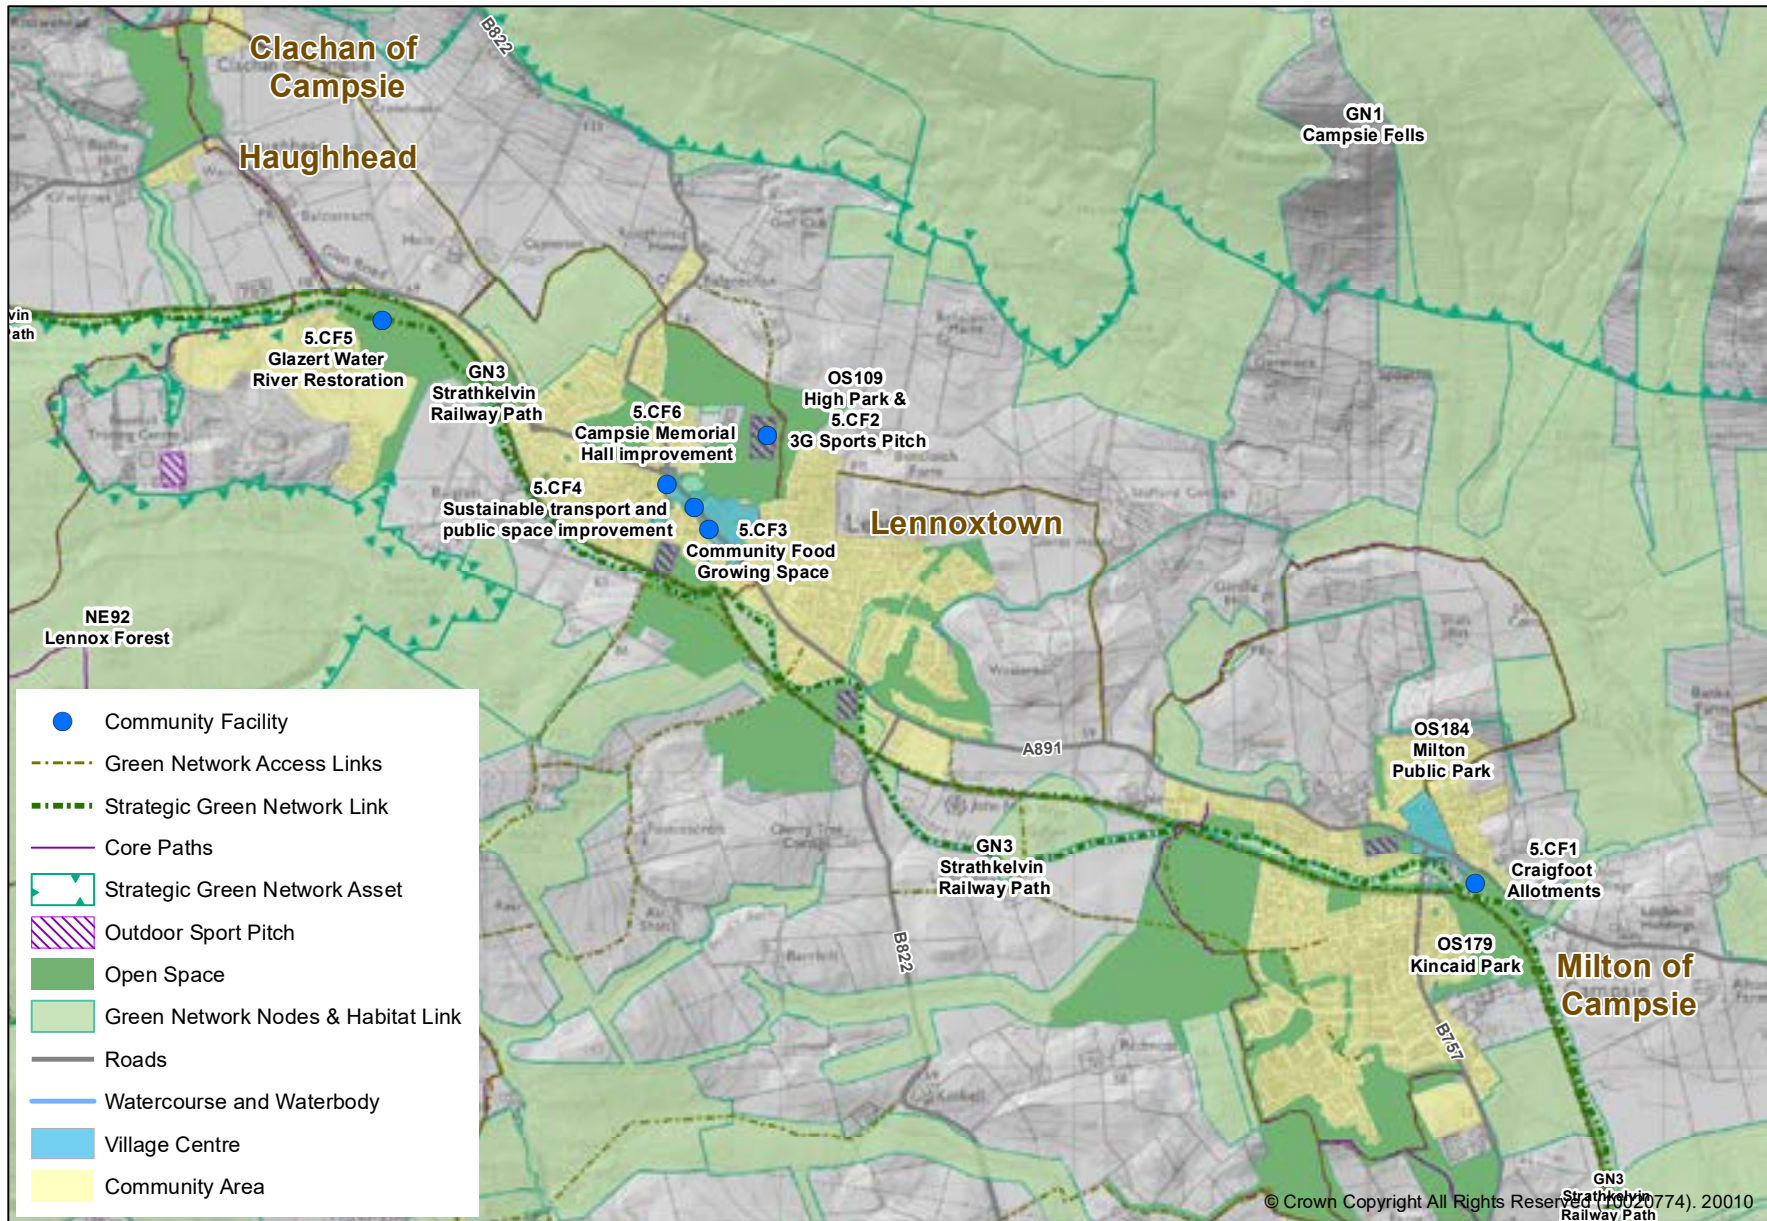 Clachan of
Campsie
Haughhead
B822
GN1
Campsie Fells
5.CF5
Glazert Water
River Restoration
GN3
Strathkelvin
Railway Path
5.CF6
Campsie Memorial
Hall improvement
OS109
High Park &
5.CF2
3G Sports Pitch
5.CF4
Sustainable transport and
public space improvement
5.CF3
Community Food
Growing Space
Lennoxtown
NE92
Lennox Forest
A891
OS184
Milton
Public Park
GN3
Strathkelvin
Railway Path
5.CF1
Craigfoot
Allotments
B822
OS179
Kincaid Park
Milton of
Campsie
B757
GN3
Strathkelvin
Railway Path
Community Facility
Green Network Access Links
Strategic Green Network Link
Core Paths
Strategic Green Network Asset
Outdoor Sport Pitch
Open Space
Green Network Nodes & Habitat Link
Roads
Watercourse and Waterbody
Village Centre
Community Area
© Crown Copyright All Rights Reserved (10020774). 20010